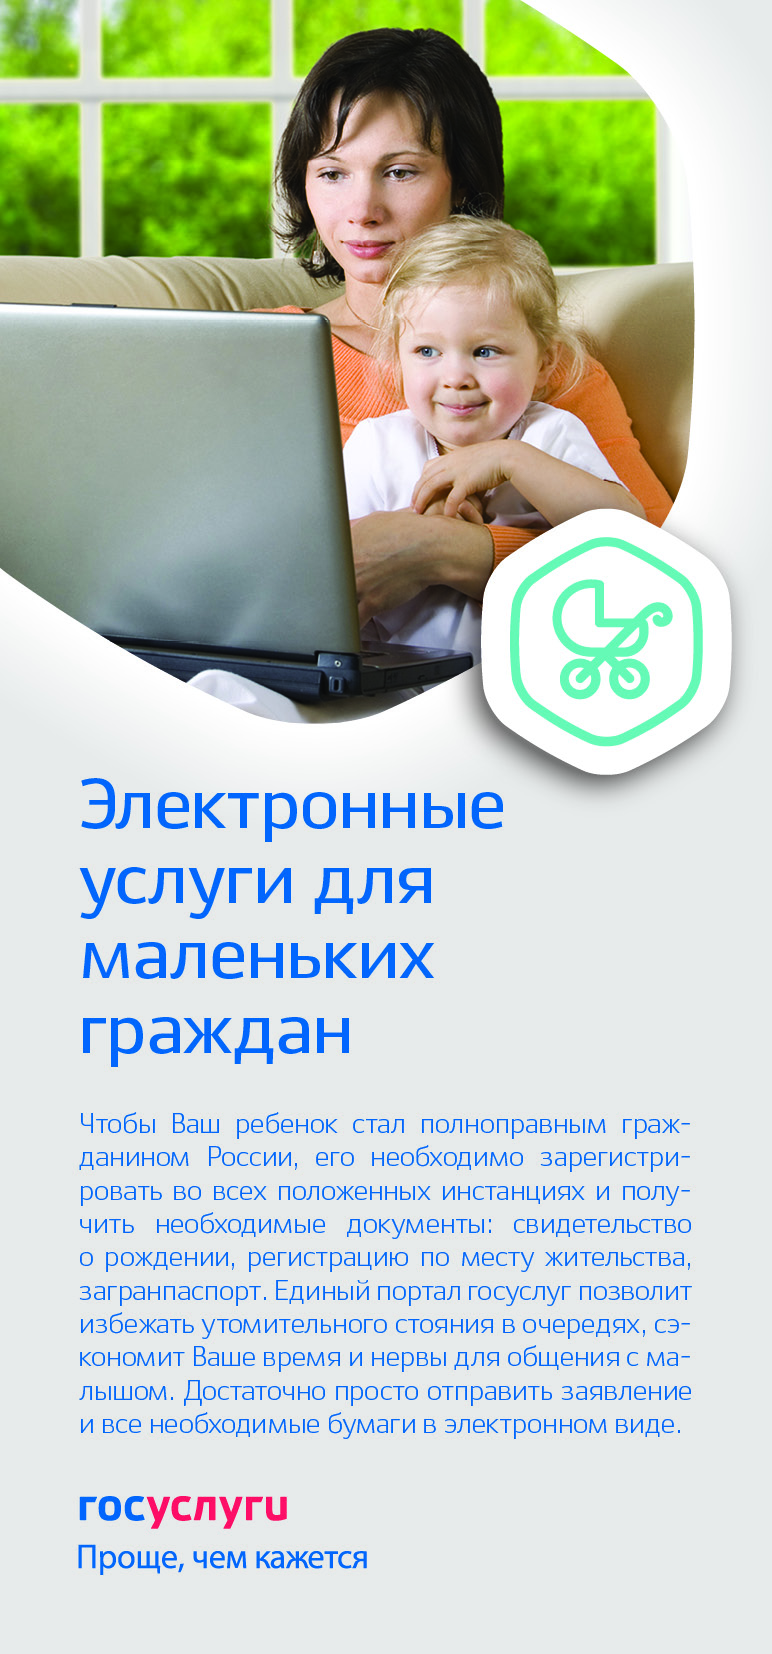 Электронные
услуги для
маленьких
граждан
Чтобы Ваш ребенок стал полноправным граж-
данином России, его необходимо зарегистри-
ровать во всех положенных инстанциях и полу-
чить необходимые документы: свидетельство
о рождении, регистрацию по месту жительства,
загранпаспорт. Единый портал госуслуг позволит
избежать утомительного стояния в очередях, сэ-
кономит Ваше время и нервы для общения с ма-
лышом. Достаточно просто отправить заявление
и все необходимые бумаги в электронном виде.
госуслуги
Проще, чем кажется